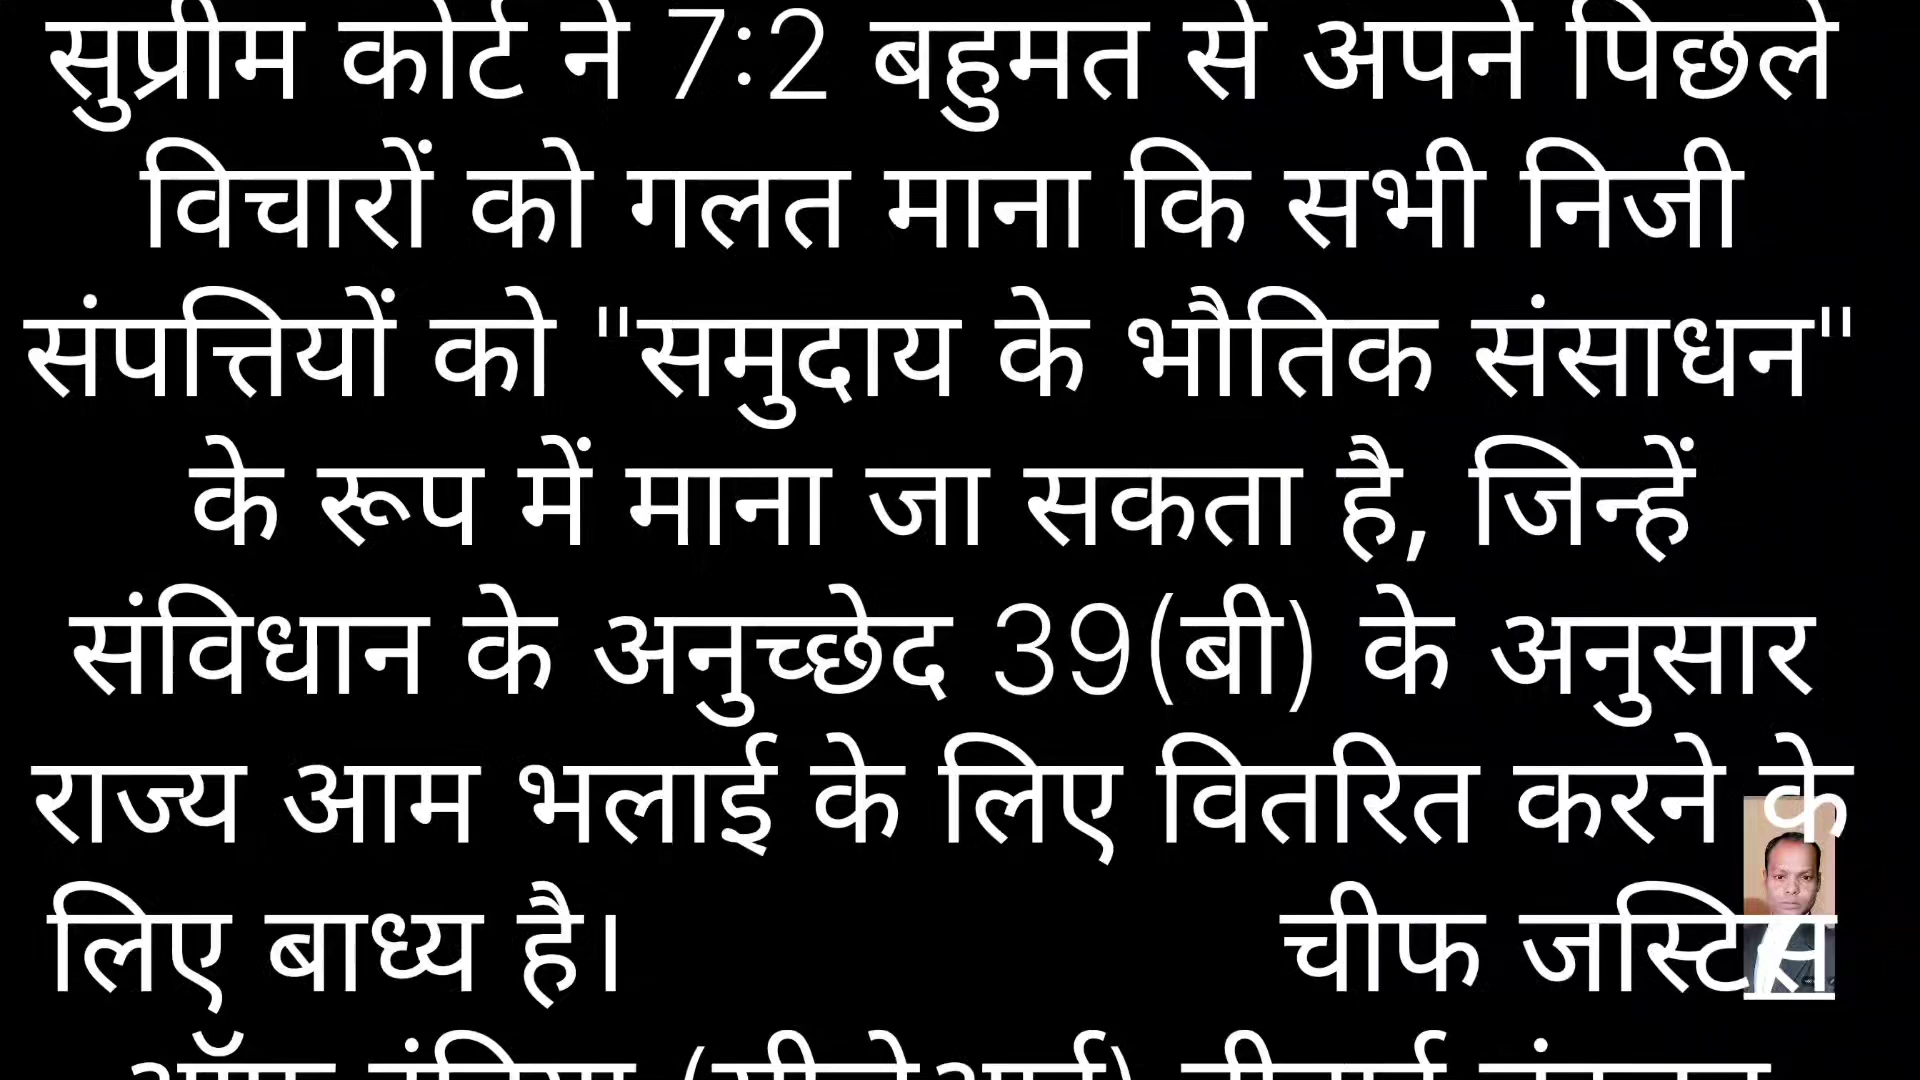 सुप्रीम कोर्ट ने 7:2 बहुमत से अपने पिछले
विचारों को गलत माना कि सभी निजी
संपत्तियों को "समुदाय के भौतिक संसाधन"
के रूप में माना जा सकता है, जिन्हें
संविधान के अनुच्छेद 39(बी) के अनुसार
राज्य आम भलाई के लिए वितरित करने के
लिए बाध्य है। चीफ जस्टिस